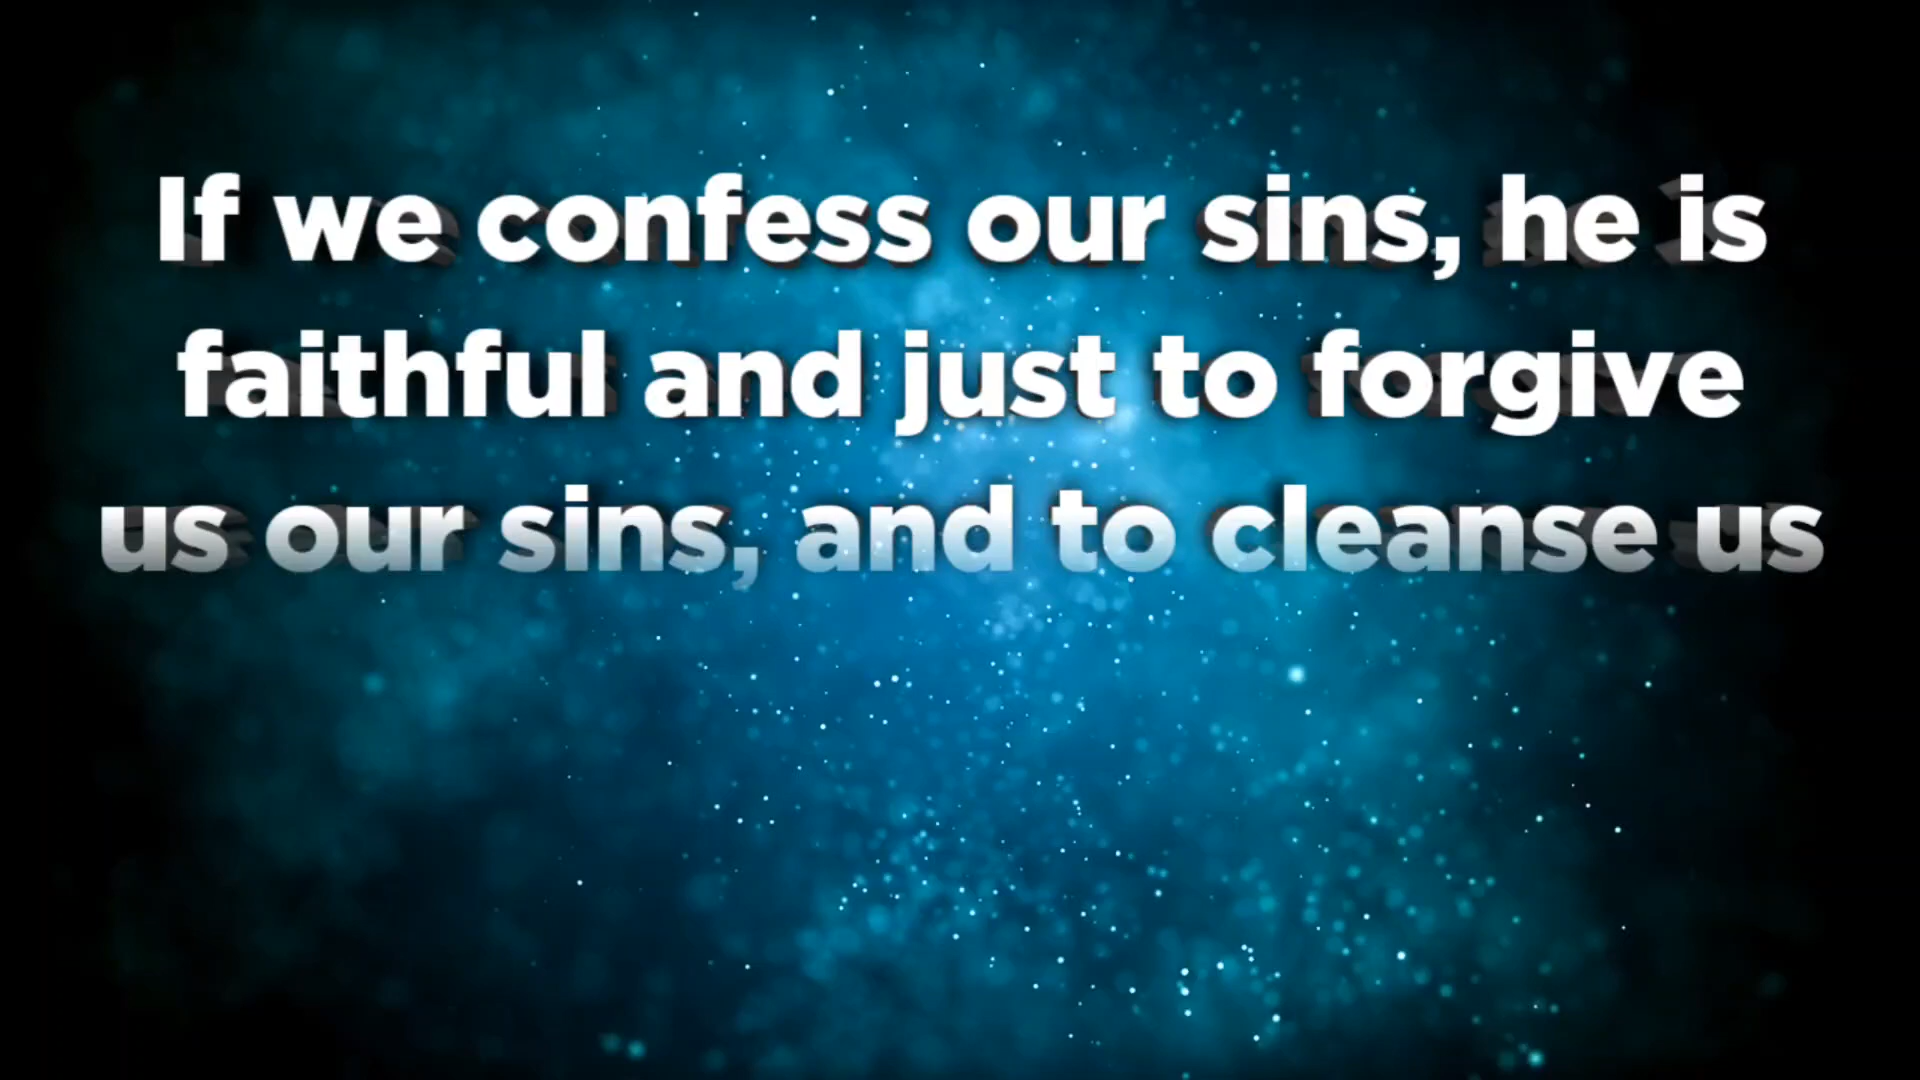 If we confess our sins, he is
faithful and just to forgive
us our sins, and to cleanse us